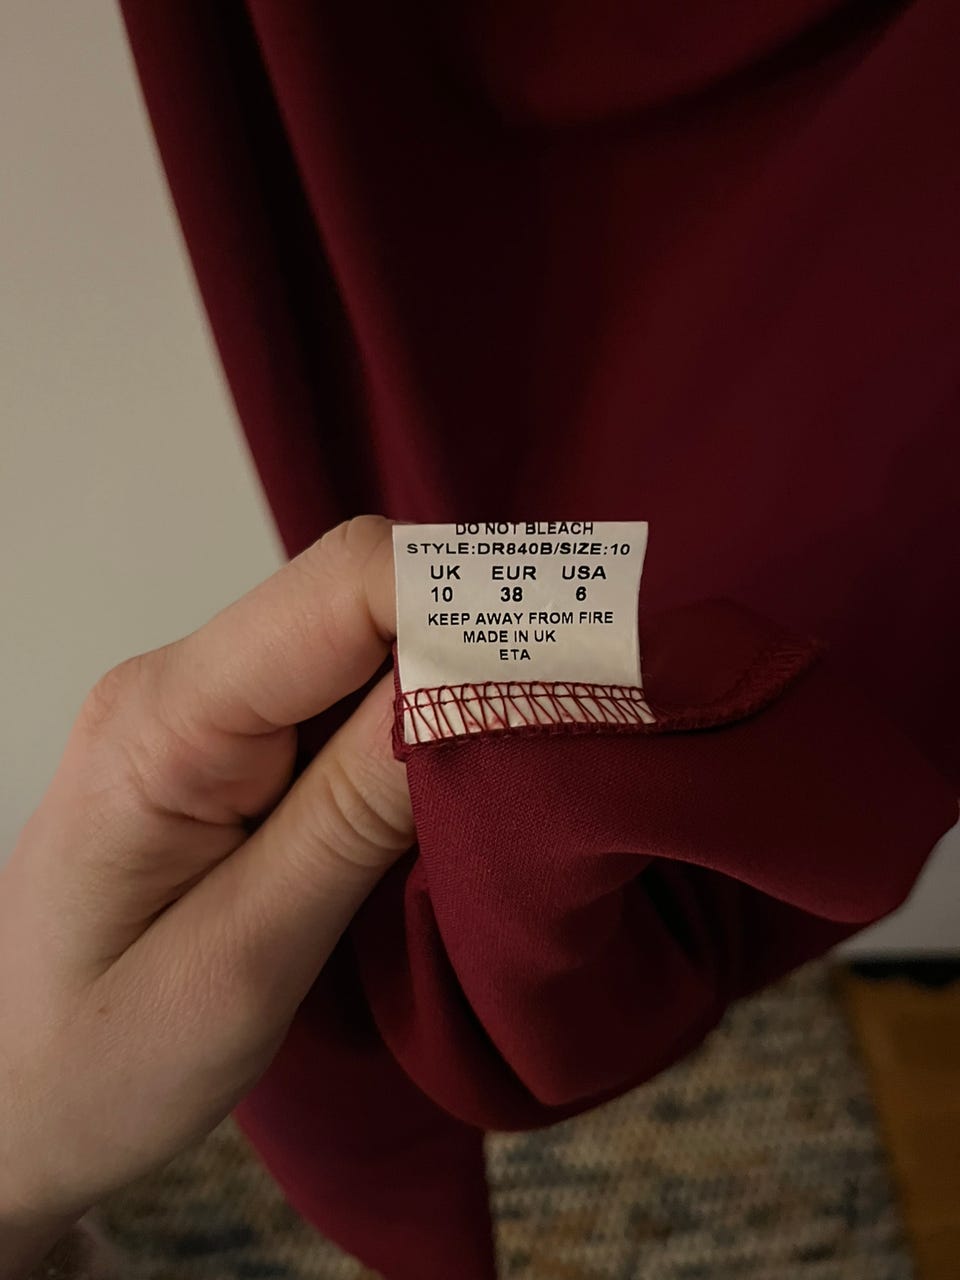 DO NOT BLEACH
STYLE:DR840B/SIZE:10
UK EUR USA
10 38 6
KEEP AWAY FROM FIRE
MADE IN UK
ETA